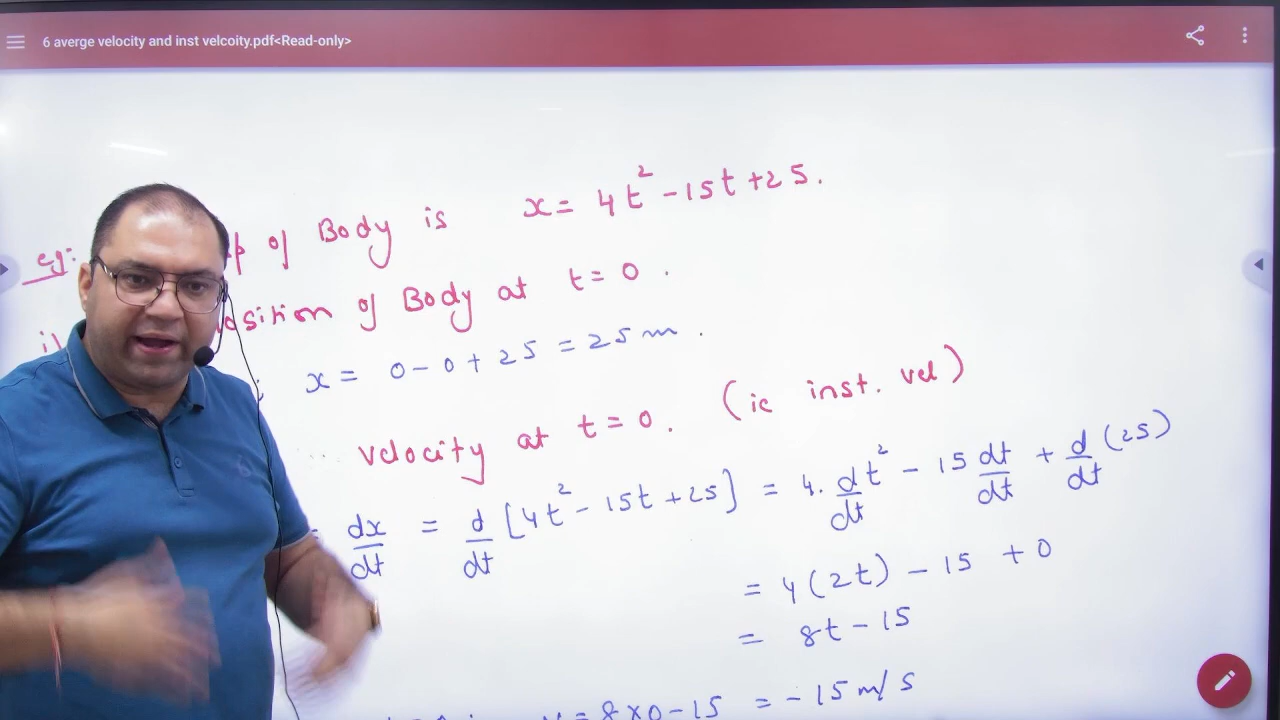 6 averge velocity and inst velcoity.pdf<Read-only>
eg: of Body is x = 4t² - 15t + 25.
i) of Body at t = 0 .
x = 0 - 0 + 25 = 25 m .
velocity at t = 0. (ie inst. vel)
= dx/dt = d/dt [4t² - 15t + 25] = 4. d/dt t² - 15 dt/dt + d/dt (25)
= 4(2t) - 15 + 0
= 8t - 15
= 8 x 0 - 15 = - 15 m/s